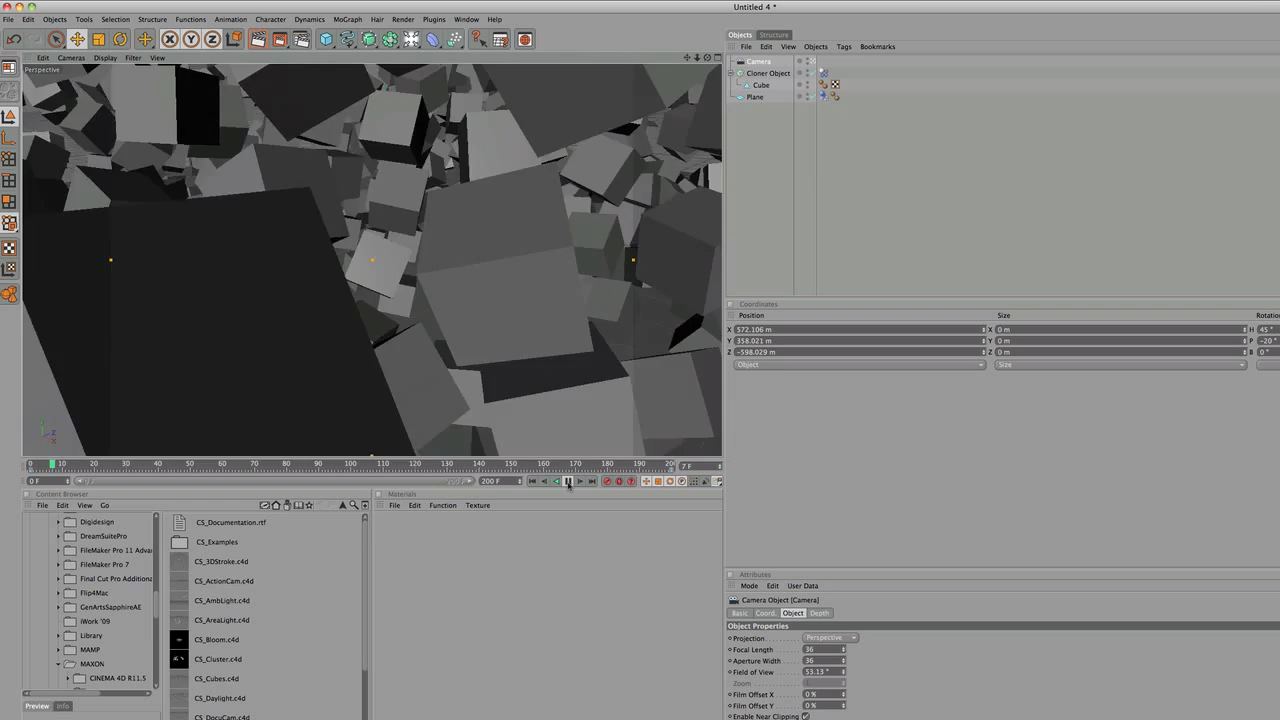 Untitled 4 *
File Edit Objects Tools Selection Structure Functions Animation Character Dynamics MoGraph Hair Render Plugins Window Help
Objects Structure
File Edit View Objects Tags Bookmarks
Edit Cameras Display Filter View
Perspective
Camera
Cloner Object
Cube
Plane
Coordinates
Position Size Rotatio
X 572.106 m X 0 m H 45 °
Y 358.021 m Y 0 m P -20 °
Z -598.029 m Z 0 m B 0 °
Object Size
0 10 20 30 40 50 60 70 80 90 100 110 120 130 140 150 160 170 180 190 20 7 F
0 F 200 F
Content Browser
File Edit View Go
Digidesign
DreamSuitePro
FileMaker Pro 11 Advan
FileMaker Pro 7
Final Cut Pro Additiona
Flip4Mac
GenArtsSapphireAE
iWork '09
Library
MAMP
MAXON
CINEMA 4D R11.5
Preview Info
CS_Documentation.rtf
CS_Examples
CS_3DStroke.c4d
CS_ActionCam.c4d
CS_AmbLight.c4d
CS_AreaLight.c4d
CS_Bloom.c4d
CS_Cluster.c4d
CS_Cubes.c4d
CS_Daylight.c4d
CS_DocuCam.c4d
Materials
File Edit Function Texture
Attributes
Mode Edit User Data
Camera Object [Camera]
Basic Coord. Object Depth
Object Properties
Projection Perspective
Focal Length 36
Aperture Width 36
Field of View 53.13 °
Zoom
Film Offset X 0 %
Film Offset Y 0 %
Enable Near Clipping